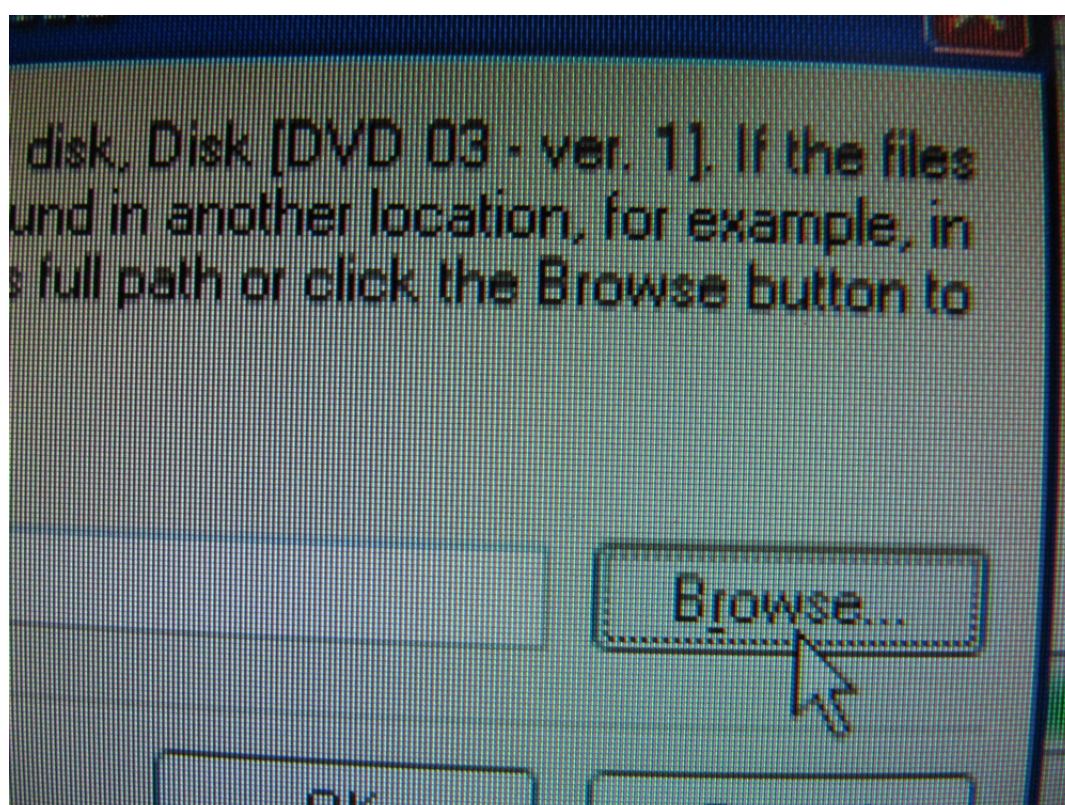 disk, Disk [DVD 03 - ver. 1]. If the files
und in another location, for example, in
s full path or click the Browse button to
Browse...
OK